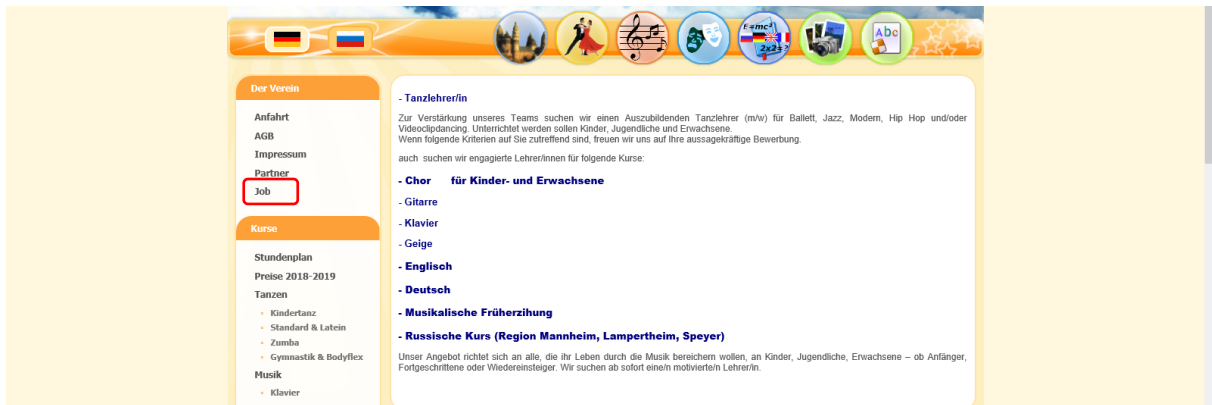 E=mc²
2x2=?
Abc
Der Verein
Anfahrt
AGB
Impressum
Partner
Job
Kurse
Stundenplan
Preise 2018-2019
Tanzen
Kindertanz
Standard & Latein
Zumba
Gymnastik & Bodyflex
Musik
Klavier
- Tanzlehrer/in
Zur Verstärkung unseres Teams suchen wir einen Auszubildenden Tanzlehrer (m/w) für Ballett, Jazz, Modern, Hip Hop und/oder
Videoclipdancing. Unterrichtet werden sollen Kinder, Jugendliche und Erwachsene.
Wenn folgende Kriterien auf Sie zutreffend sind, freuen wir uns auf Ihre aussagekräftige Bewerbung.
auch suchen wir engagierte Lehrer/innen für folgende Kurse:
- Chor für Kinder- und Erwachsene
- Gitarre
- Klavier
- Geige
- Englisch
- Deutsch
- Musikalische Früherzihung
- Russische Kurs (Region Mannheim, Lampertheim, Speyer)
Unser Angebot richtet sich an alle, die ihr Leben durch die Musik bereichern wollen, an Kinder, Jugendliche, Erwachsene – ob Anfänger,
Fortgeschrittene oder Wiedereinsteiger. Wir suchen ab sofort eine/n motivierte/n Lehrer/in.